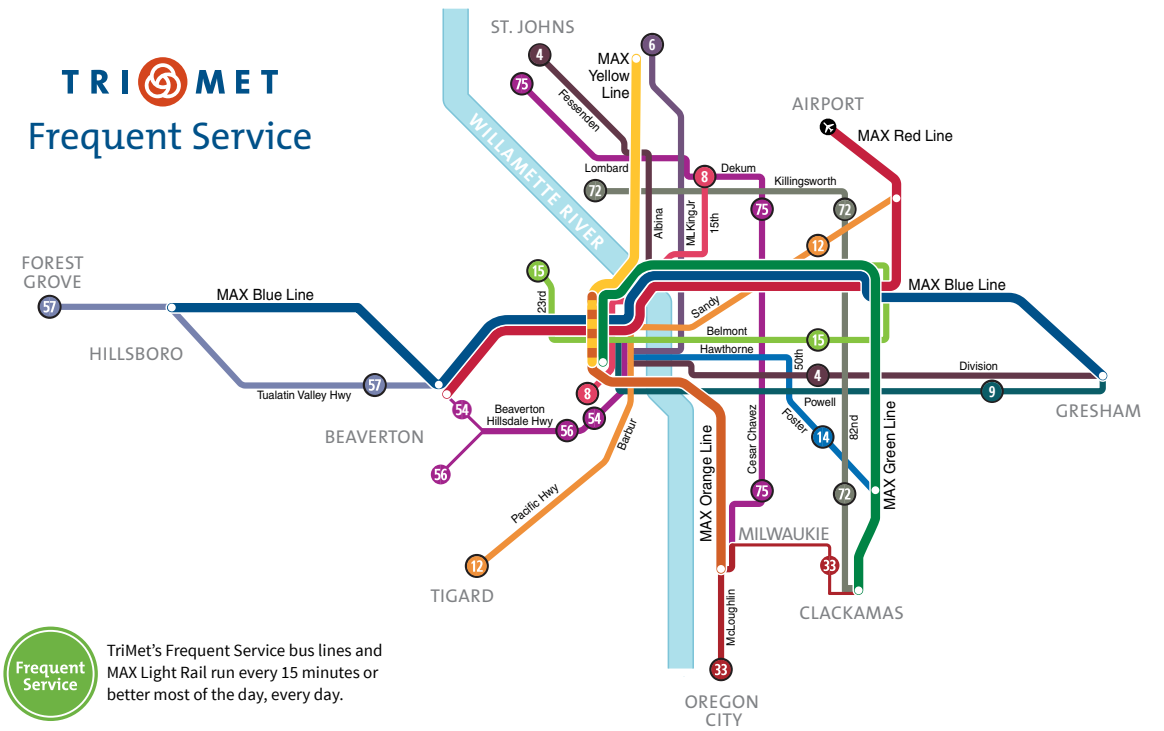 TRI MET
Frequent Service
ST. JOHNS
4
75
Fessenden
MAX
Yellow
Line
6
WILLAMETTE RIVER
AIRPORT
MAX Red Line
Lombard
8
Dekum
Killingsworth
72
75
72
Albina
MLKingJr
15th
12
FOREST
GROVE
57
MAX Blue Line
15
23rd
Sandy
MAX Blue Line
HILLSBORO
Belmont
15
Hawthorne
50th
Division
4
57
Tualatin Valley Hwy
8
Powell
9
GRESHAM
54
Beaverton
Hillsdale Hwy
54
56
BEAVERTON
Barbur
Cesar Chavez
Foster
14
82nd
MAX Green Line
56
MAX Orange Line
Pacific Hwy
75
72
MILWAUKIE
12
TIGARD
33
CLACKAMAS
McLoughlin
33
OREGON
CITY
Frequent
Service
TriMet's Frequent Service bus lines and
MAX Light Rail run every 15 minutes or
better most of the day, every day.